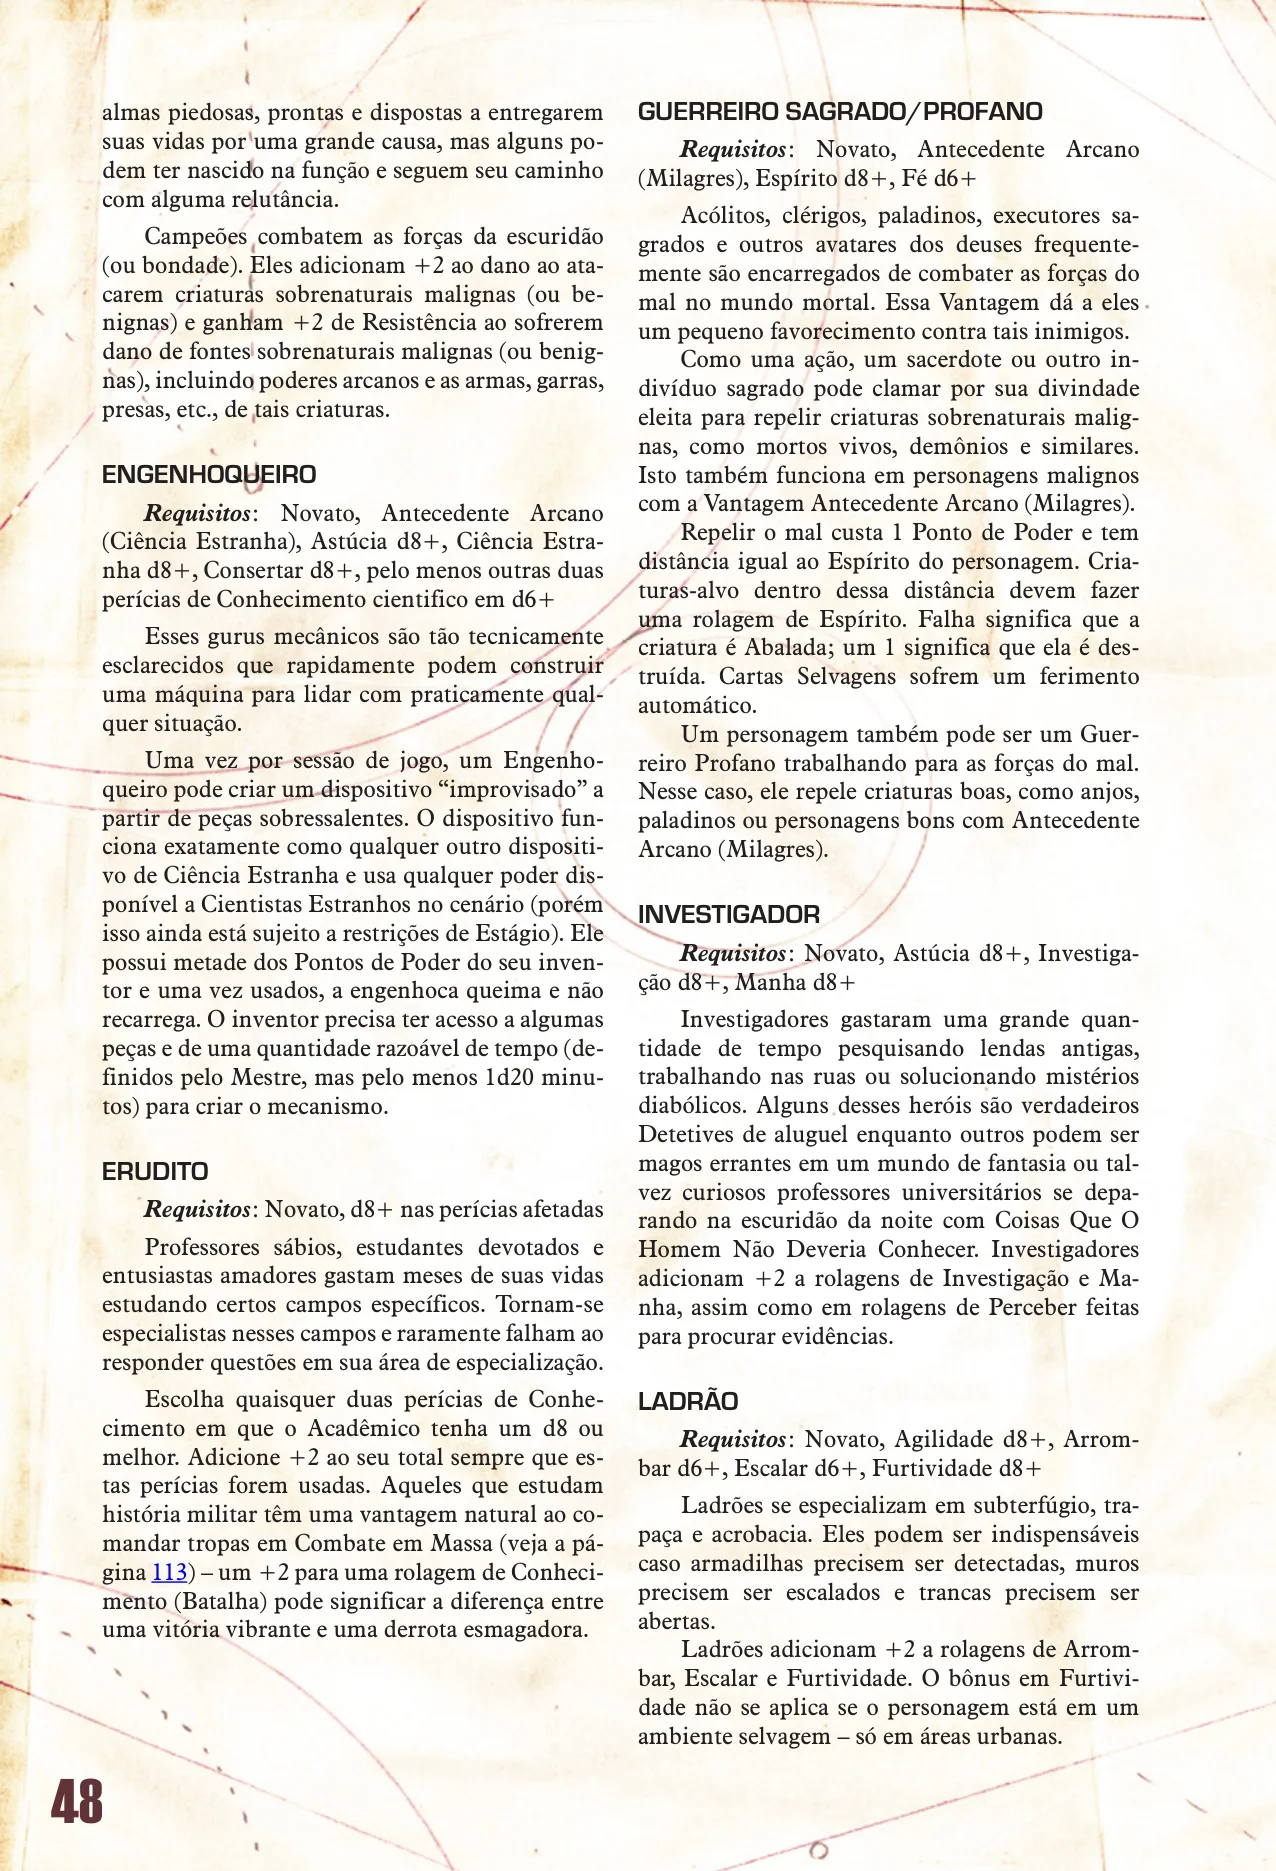 almas piedosas, prontas e dispostas a entregarem
suas vidas por uma grande causa, mas alguns po-
dem ter nascido na função e seguem seu caminho
com alguma relutância.
Campeões combatem as forças da escuridão
(ou bondade). Eles adicionam +2 ao dano ao ata-
carem criaturas sobrenaturais malignas (ou be-
nignas) e ganham +2 de Resistência ao sofrerem
dano de fontes sobrenaturais malignas (ou benig-
nas), incluindo poderes arcanos e as armas, garras,
presas, etc., de tais criaturas.
ENGENHOQUEIRO
Requisitos: Novato, Antecedente Arcano
(Ciência Estranha), Astúcia d8+, Ciência Estra-
nha d8+, Consertar d8+, pelo menos outras duas
perícias de Conhecimento cientifico em d6+
Esses gurus mecânicos são tão tecnicamente
esclarecidos que rapidamente podem construir
uma máquina para lidar com praticamente qual-
quer situação.
Uma vez por sessão de jogo, um Engenho-
queiro pode criar um dispositivo “improvisado” a
partir de peças sobressalentes. O dispositivo fun-
ciona exatamente como qualquer outro dispositi-
vo de Ciência Estranha e usa qualquer poder dis-
ponível a Cientistas Estranhos no cenário (porém
isso ainda está sujeito a restrições de Estágio). Ele
possui metade dos Pontos de Poder do seu inven-
tor e uma vez usados, a engenhoca queima e não
recarrega. O inventor precisa ter acesso a algumas
peças e de uma quantidade razoável de tempo (de-
finidos pelo Mestre, mas pelo menos 1d20 minu-
tos) para criar o mecanismo.
ERUDITO
Requisitos: Novato, d8+ nas perícias afetadas
Professores sábios, estudantes devotados e
entusiastas amadores gastam meses de suas vidas
estudando certos campos específicos. Tornam-se
especialistas nesses campos e raramente falham ao
responder questões em sua área de especialização.
Escolha quaisquer duas perícias de Conhe-
cimento em que o Acadêmico tenha um d8 ou
melhor. Adicione +2 ao seu total sempre que es-
tas perícias forem usadas. Aqueles que estudam
história militar têm uma vantagem natural ao co-
mandar tropas em Combate em Massa (veja a pá-
gina 113) – um +2 para uma rolagem de Conheci-
mento (Batalha) pode significar a diferença entre
uma vitória vibrante e uma derrota esmagadora.
GUERREIRO SAGRADO/PROFANO
Requisitos: Novato, Antecedente Arcano
(Milagres), Espírito d8+, Fé d6+
Acólitos, clérigos, paladinos, executores sa-
grados e outros avatares dos deuses frequente-
mente são encarregados de combater as forças do
mal no mundo mortal. Essa Vantagem dá a eles
um pequeno favorecimento contra tais inimigos.
Como uma ação, um sacerdote ou outro in-
divíduo sagrado pode clamar por sua divindade
eleita para repelir criaturas sobrenaturais malig-
nas, como mortos vivos, demônios e similares.
Isto também funciona em personagens malignos
com a Vantagem Antecedente Arcano (Milagres).
Repelir o mal custa 1 Ponto de Poder e tem
distância igual ao Espírito do personagem. Cria-
turas-alvo dentro dessa distância devem fazer
uma rolagem de Espírito. Falha significa que a
criatura é Abalada; um 1 significa que ela é des-
truída. Cartas Selvagens sofrem um ferimento
automático.
Um personagem também pode ser um Guer-
reiro Profano trabalhando para as forças do mal.
Nesse caso, ele repele criaturas boas, como anjos,
paladinos ou personagens bons com Antecedente
Arcano (Milagres).
INVESTIGADOR
Requisitos: Novato, Astúcia d8+, Investiga-
ção d8+, Manha d8+
Investigadores gastaram uma grande quan-
tidade de tempo pesquisando lendas antigas,
trabalhando nas ruas ou solucionando mistérios
diabólicos. Alguns desses heróis são verdadeiros
Detetives de aluguel enquanto outros podem ser
magos errantes em um mundo de fantasia ou tal-
vez curiosos professores universitários se depa-
rando na escuridão da noite com Coisas Que O
Homem Não Deveria Conhecer. Investigadores
adicionam +2 a rolagens de Investigação e Ma-
nha, assim como em rolagens de Perceber feitas
para procurar evidências.
LADRÃO
Requisitos: Novato, Agilidade d8+, Arrom-
bar d6+, Escalar d6+, Furtividade d8+
Ladrões se especializam em subterfúgio, tra-
paça e acrobacia. Eles podem ser indispensáveis
caso armadilhas precisem ser detectadas, muros
precisem ser escalados e trancas precisem ser
abertas.
Ladrões adicionam +2 a rolagens de Arrom-
bar, Escalar e Furtividade. O bônus em Furtivi-
dade não se aplica se o personagem está em um
ambiente selvagem – só em áreas urbanas.
48